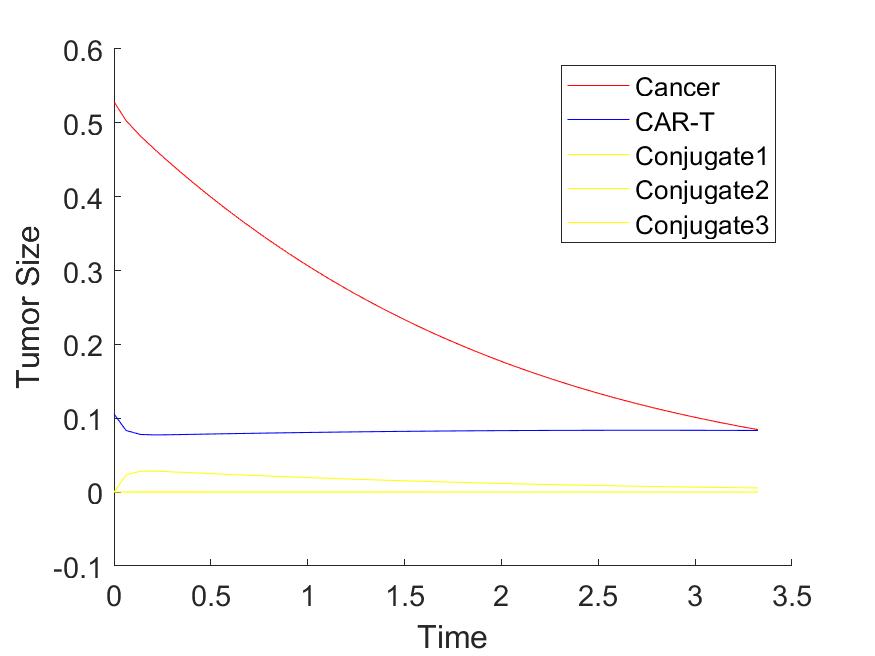 0.6
0.5
0.4
0.3
0.2
0.1
0
-0.1
Tumor Size
Cancer
CAR-T
Conjugate1
Conjugate2
Conjugate3
0 0.5 1 1.5 2 2.5 3 3.5
Time